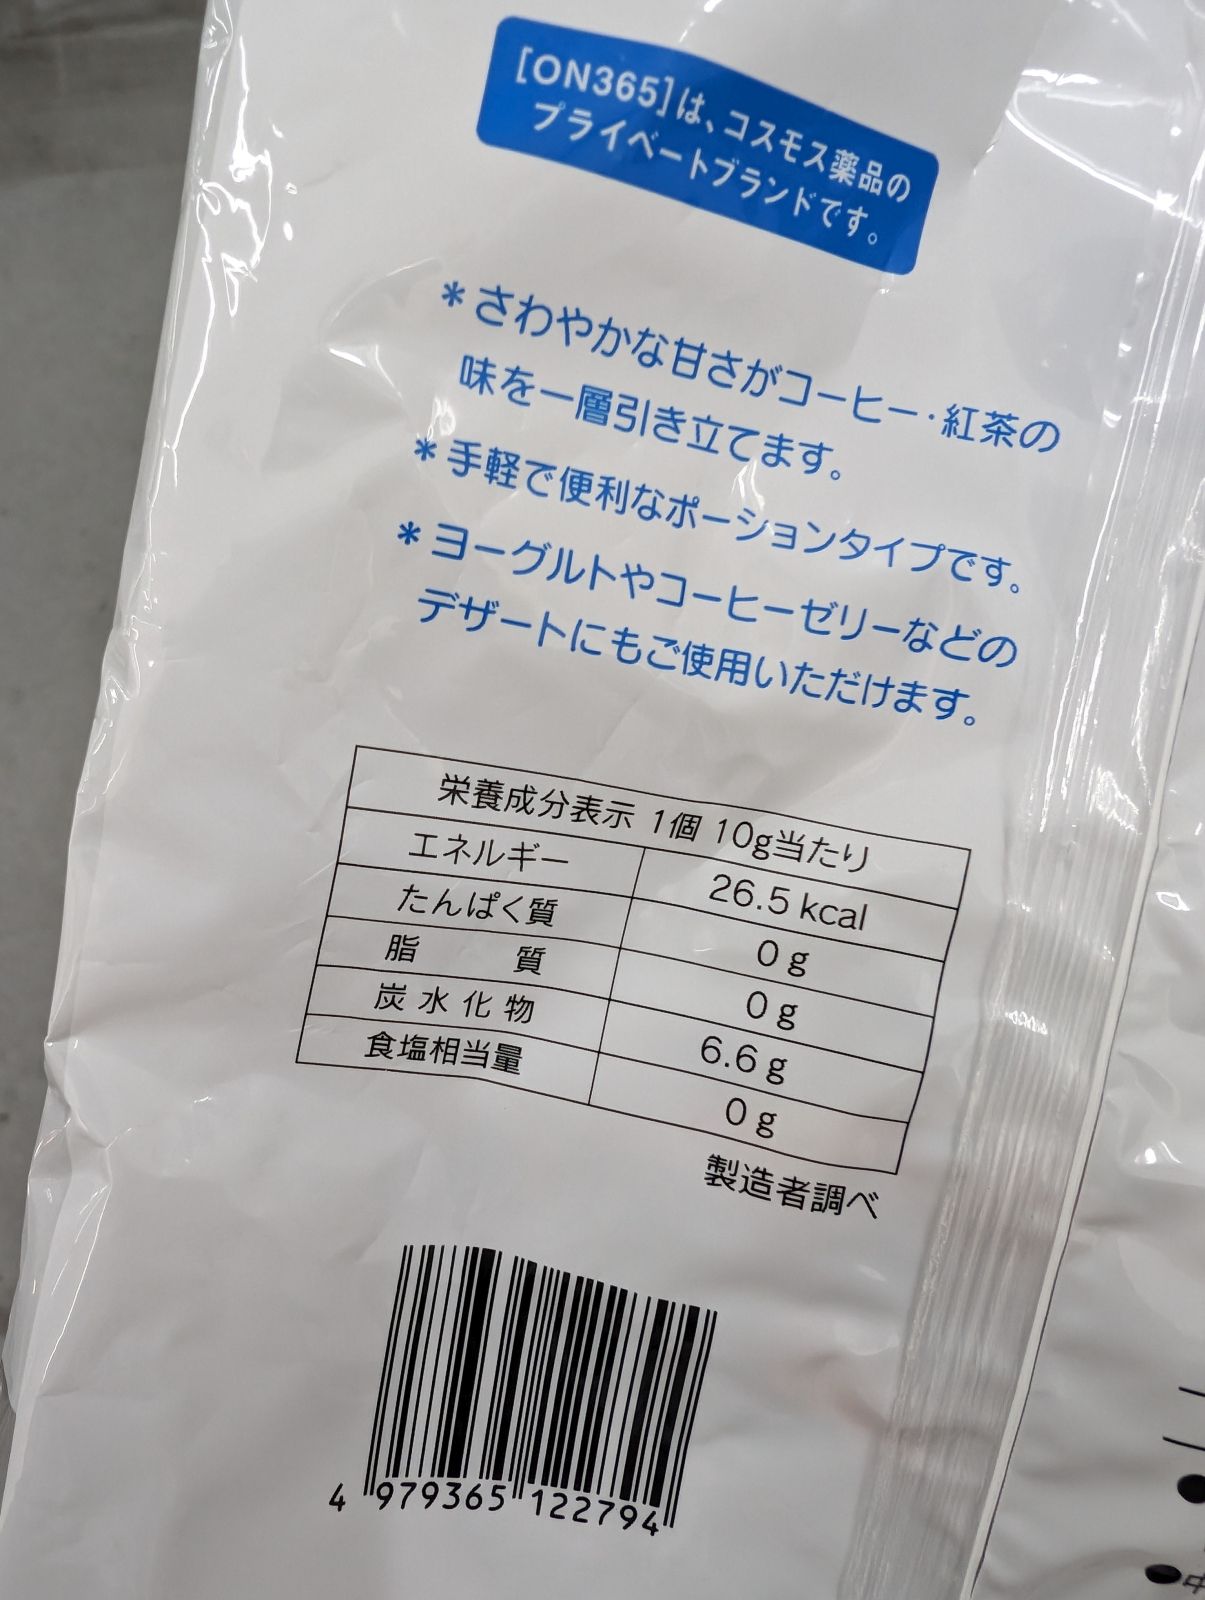 [ON365]は、コスモス薬品の
プライベートブランドです。
＊さわやかな甘さがコーヒー・紅茶の
味を一層引き立てます。
＊手軽で便利なポーションタイプです。
＊ヨーグルトやコーヒーゼリーなどの
デザートにもご使用いただけます。
栄養成分表示 1個 10g当たり
エネルギー 26.5 kcal
たんぱく質 0 g
脂質 0 g
炭水化物 6.6 g
食塩相当量 0 g
製造者調べ
4 979365 122794